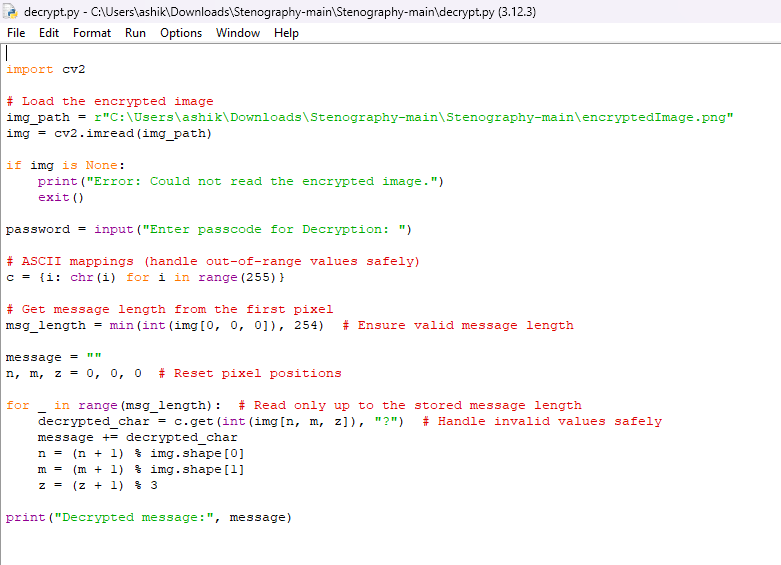 decrypt.py - C:\Users\ashik\Downloads\Stenography-main\Stenography-main\decrypt.py (3.12.3)
File Edit Format Run Options Window Help
import cv2
# Load the encrypted image
img_path = r"C:\Users\ashik\Downloads\Stenography-main\Stenography-main\encryptedImage.png"
img = cv2.imread(img_path)
if img is None:
    print("Error: Could not read the encrypted image.")
    exit()
password = input("Enter passcode for Decryption: ")
# ASCII mappings (handle out-of-range values safely)
c = {i: chr(i) for i in range(255)}
# Get message length from the first pixel
msg_length = min(int(img[0, 0, 0]), 254)  # Ensure valid message length
message = ""
n, m, z = 0, 0, 0  # Reset pixel positions
for _ in range(msg_length):  # Read only up to the stored message length
    decrypted_char = c.get(int(img[n, m, z]), "?")  # Handle invalid values safely
    message += decrypted_char
    n = (n + 1) % img.shape[0]
    m = (m + 1) % img.shape[1]
    z = (z + 1) % 3
print("Decrypted message:", message)